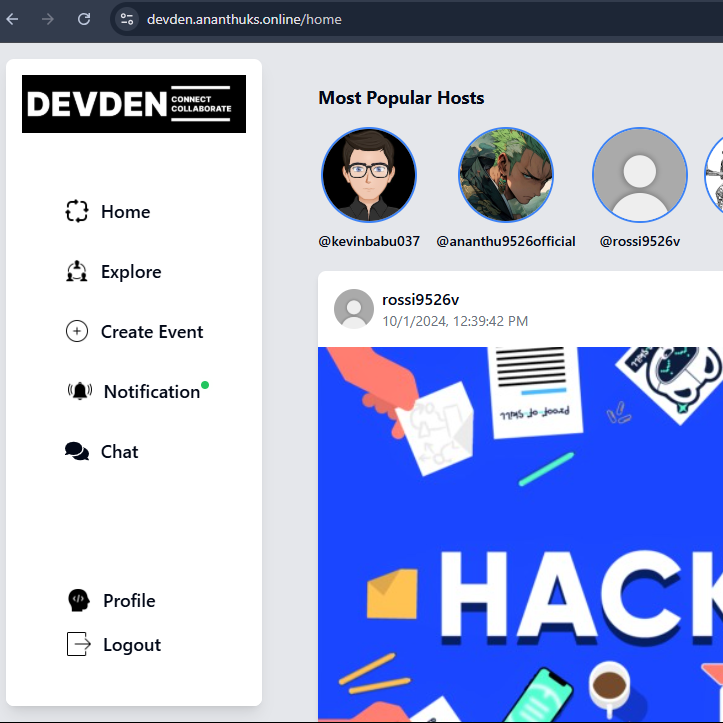 devden.ananthuks.online/home
DEVDEN
CONNECT
COLLABORATE
Home
Explore
Create Event
Notification
Chat
Profile
Logout
Most Popular Hosts
@kevinbabu037
@ananthu9526official
@rossi9526v
rossi9526v
10/1/2024, 12:39:42 PM
Proof of Skill
HACK